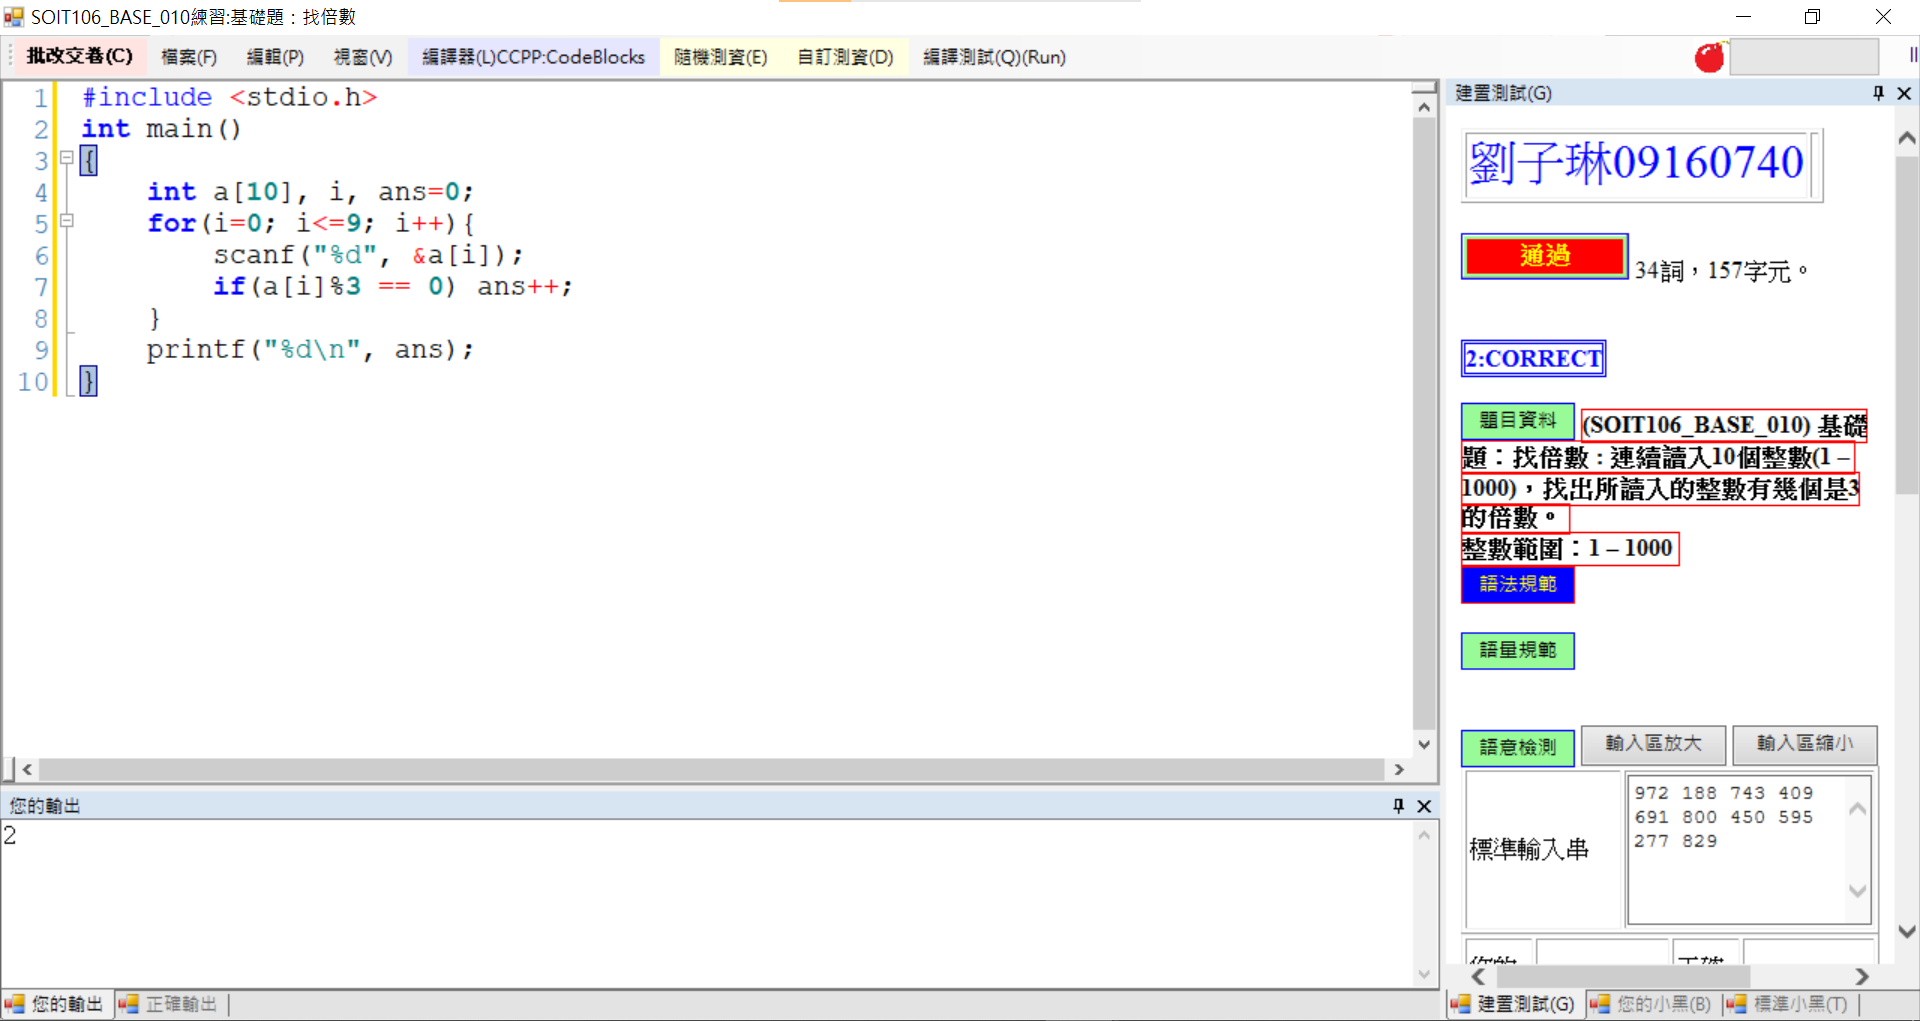 SOIT106_BASE_010練習:基礎題：找倍數
批改交卷(C) 檔案(F) 編輯(P) 視窗(V) 編譯器(L)CCPP:CodeBlocks 隨機測資(E) 自訂測資(D) 編譯測試(Q)(Run)
1 #include <stdio.h>
2 int main()
3 {
4 int a[10], i, ans=0;
5 for(i=0; i<=9; i++){
6 scanf("%d", &a[i]);
7 if(a[i]%3 == 0) ans++;
8 }
9 printf("%d\n", ans);
10 }
您的輸出
2
您的輸出 正確輸出
建置測試(G)
劉子琳09160740
通過 34詞，157字元。
2:CORRECT
題目資料 (SOIT106_BASE_010) 基礎
題：找倍數：連續讀入10個整數(1 –
1000)，找出所讀入的整數有幾個是3
的倍數。
整數範圍：1 – 1000
語法規範
語量規範
語意檢測 輸入區放大 輸入區縮小
標準輸入串
972 188 743 409
691 800 450 595
277 829
建置測試(G) 您的小黑(B) 標準小黑(T)